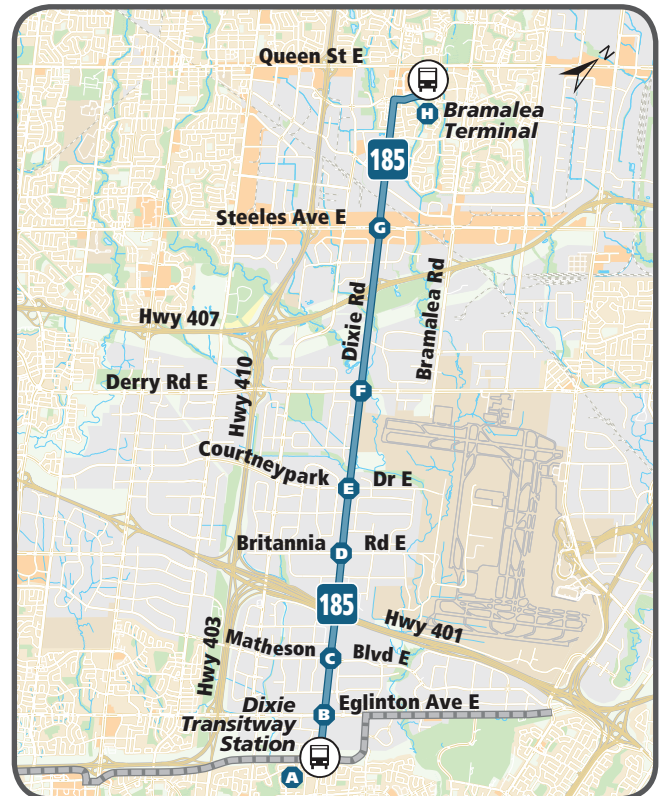 Queen St E
N
H
Bramalea
Terminal
185
Steeles Ave E
G
Bramalea Rd
Dixie Rd
Hwy 407
Hwy 410
Derry Rd E
F
Courtneypark
E
Dr E
Britannia
D
Rd E
185
Hwy 401
Hwy 403
Matheson
C
Blvd E
Dixie
Transitway
Station
B
Eglinton Ave E
A